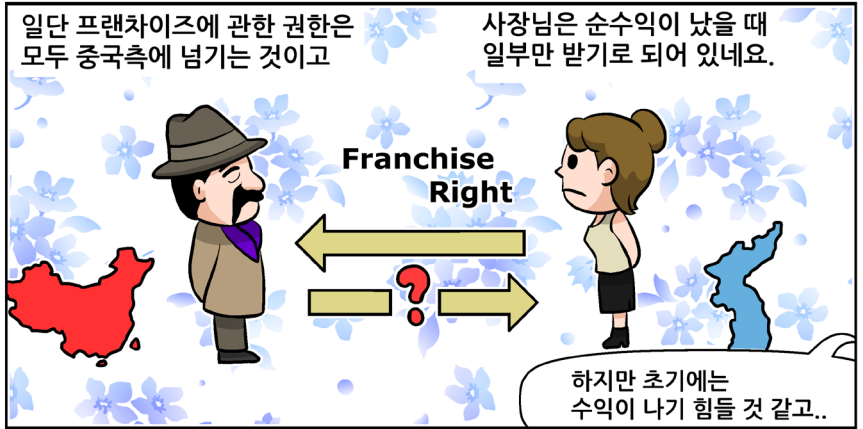 일단 프랜차이즈에 관한 권한은
모두 중국측에 넘기는 것이고
사장님은 순수익이 났을 때
일부만 받기로 되어 있네요.
Franchise
Right
?
하지만 초기에는
수익이 나기 힘들 것 같고..